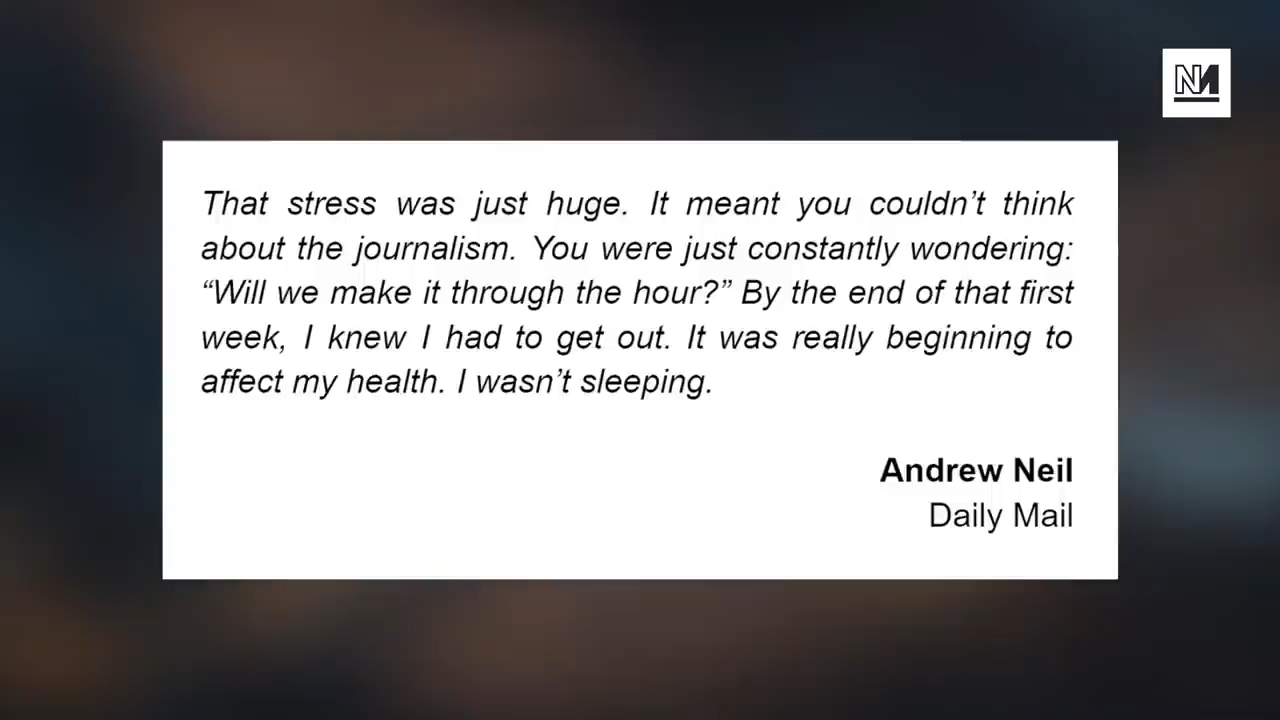 NM
That stress was just huge. It meant you couldn’t think
about the journalism. You were just constantly wondering:
“Will we make it through the hour?” By the end of that first
week, I knew I had to get out. It was really beginning to
affect my health. I wasn’t sleeping.
Andrew Neil
Daily Mail